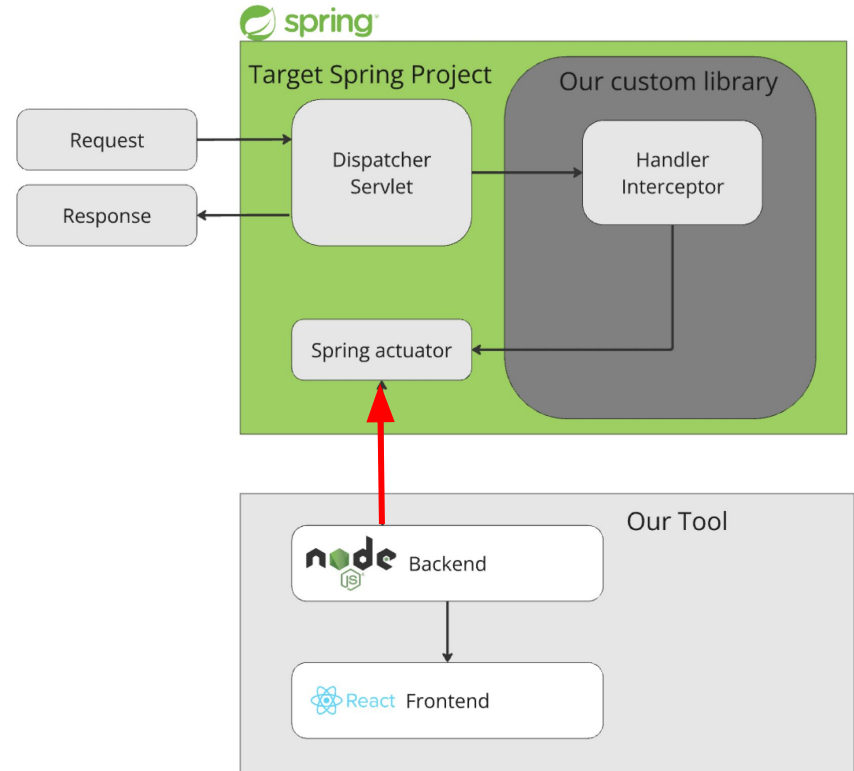 spring
Target Spring Project
Our custom library
Request
Dispatcher
Servlet
Handler
Interceptor
Response
Spring actuator
Our Tool
node
JS
Backend
React Frontend